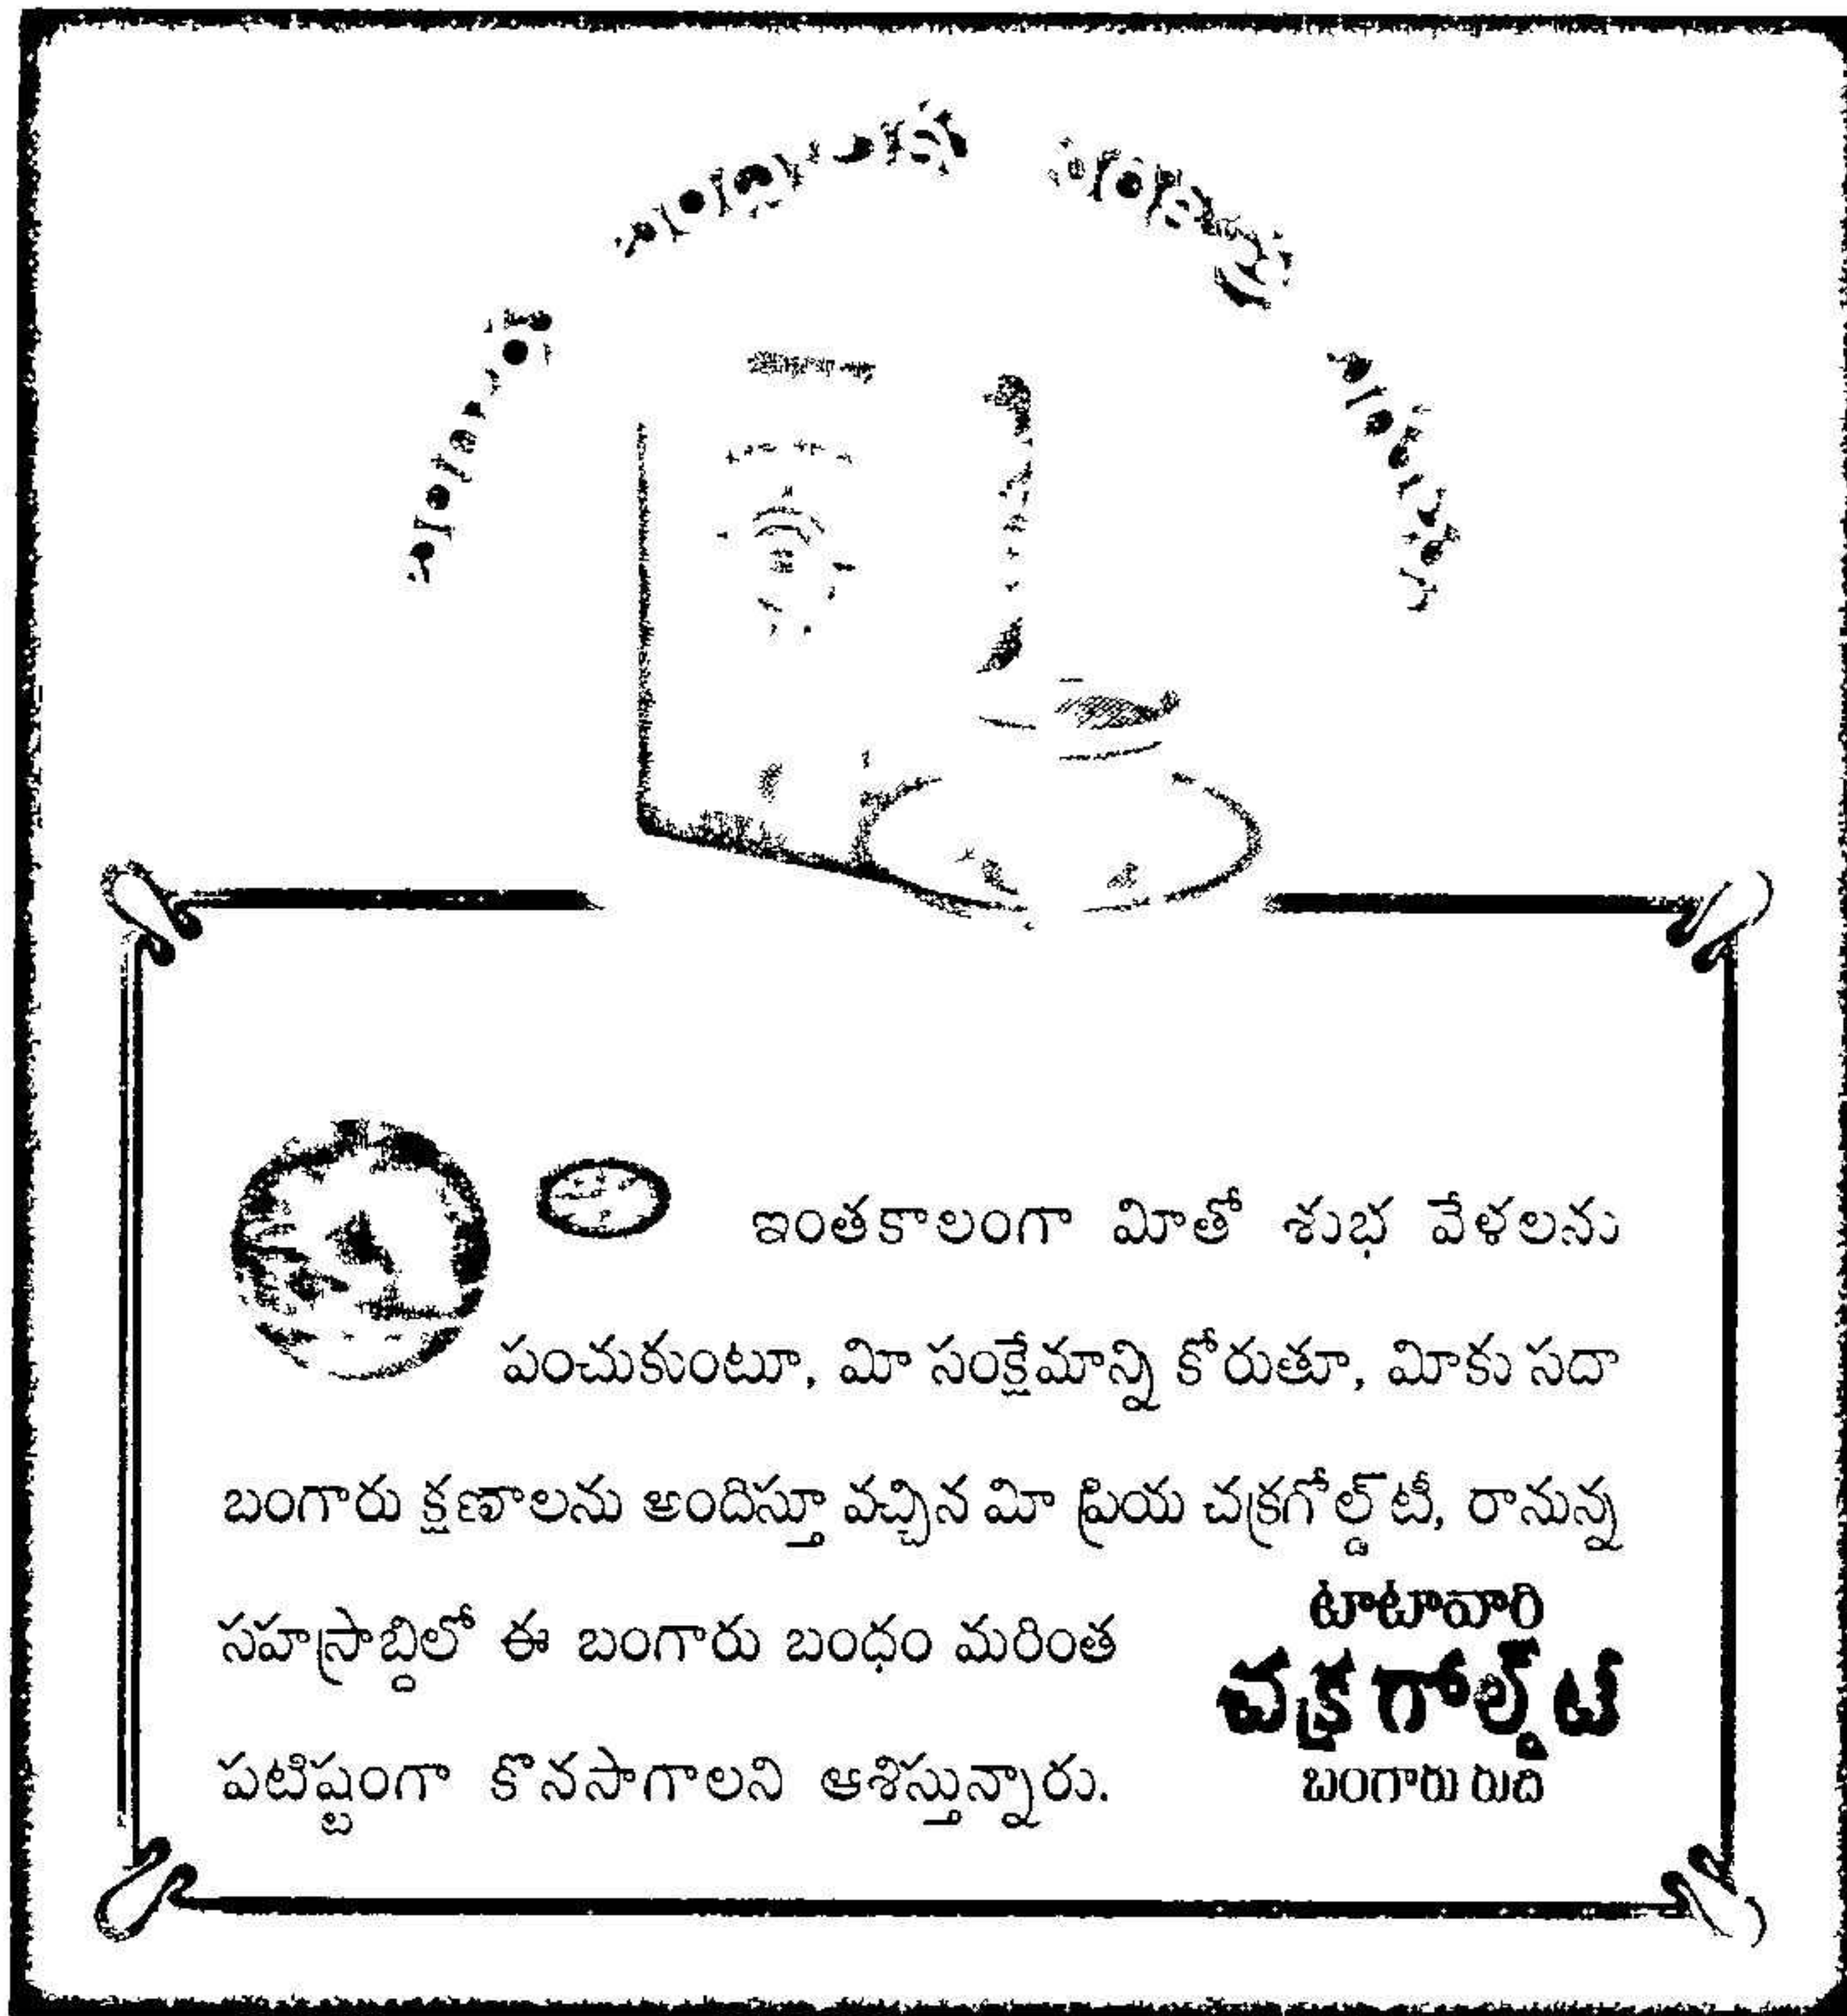 ఇంతకాలంగా మీతో శుభ వేళలను
పంచుకుంటూ, మీ సంక్షేమాన్ని కోరుతూ, మీకు సదా
బంగారు క్షణాలను అందిస్తూ వచ్చిన మీ ప్రియ చక్రగోల్డ్ టీ, రానున్న
సహస్రాబ్దిలో ఈ బంగారు బంధం మరింత
పటిష్టంగా కొనసాగాలని ఆశిస్తున్నారు.
టాటావారి
చక్ర గోల్డ్ టీ
బంగారు రుచి